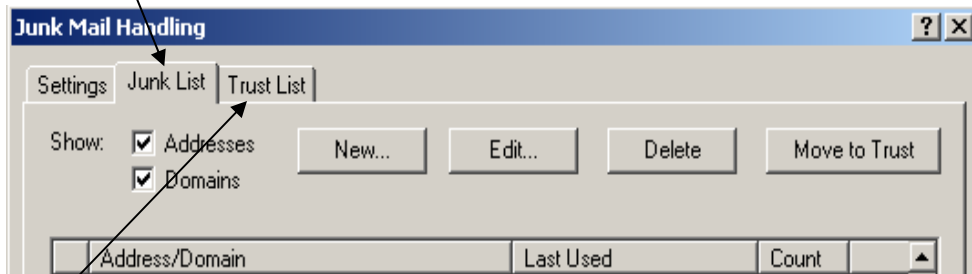 Junk Mail Handling
Settings Junk List Trust List
Show: Addresses New... Edit... Delete Move to Trust
Domains
Address/Domain Last Used Count